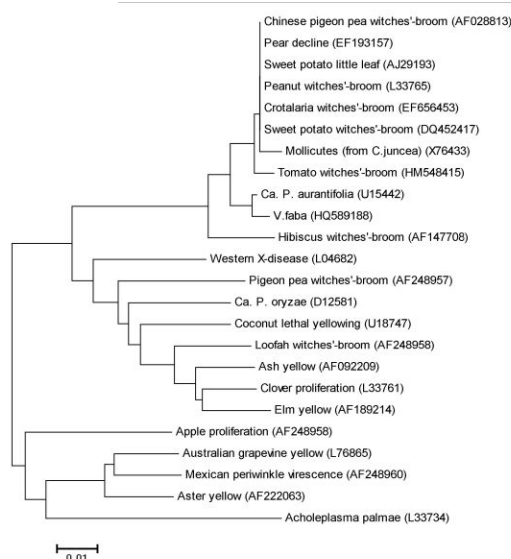 Chinese pigeon pea witches'-broom (AF028813)
Pear decline (EF193157)
Sweet potato little leaf (AJ29193)
Peanut witches'-broom (L33765)
Crotalaria witches'-broom (EF656453)
Sweet potato witches'-broom (DQ452417)
Mollicutes (from C.juncea) (X76433)
Tomato witches'-broom (HM548415)
Ca. P. aurantifolia (U15442)
V.faba (HQ589188)
Hibiscus witches'-broom (AF147708)
Western X-disease (L04682)
Pigeon pea witches'-broom (AF248957)
Ca. P. oryzae (D12581)
Coconut lethal yellowing (U18747)
Loofah witches'-broom (AF248958)
Ash yellow (AF092209)
Clover proliferation (L33761)
Elm yellow (AF189214)
Apple proliferation (AF248958)
Australian grapevine yellow (L76865)
Mexican periwinkle virescence (AF248960)
Aster yellow (AF222063)
Acholeplasma palmae (L33734)
0.01